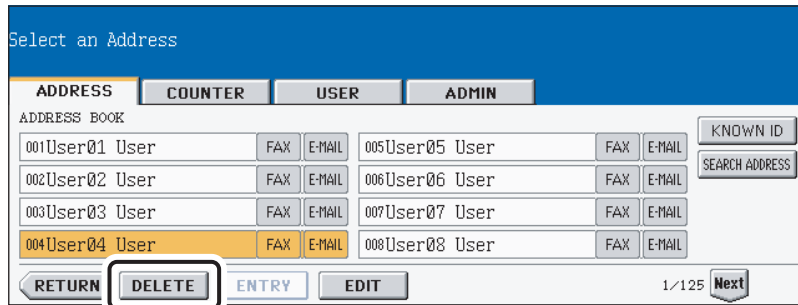 Select an Address
ADDRESS COUNTER USER ADMIN
ADDRESS BOOK
KNOWN ID
001User01 User FAX E-MAIL 005User05 User FAX E-MAIL
SEARCH ADDRESS
002User02 User FAX E-MAIL 006User06 User FAX E-MAIL
003User03 User FAX E-MAIL 007User07 User FAX E-MAIL
004User04 User FAX E-MAIL 008User08 User FAX E-MAIL
RETURN DELETE ENTRY EDIT 1/125 Next